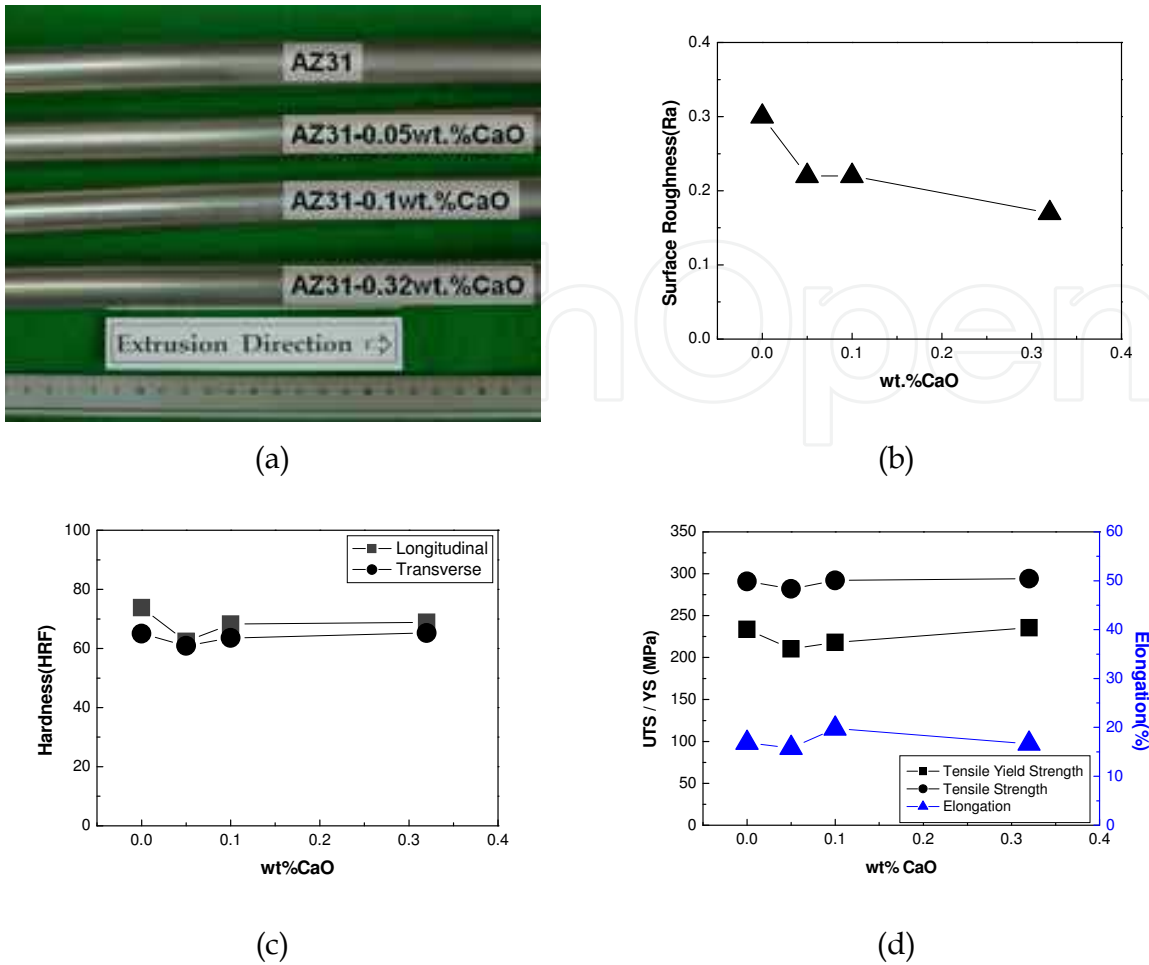 AZ31
AZ31-0.05wt.%CaO
AZ31-0.1wt.%CaO
AZ31-0.32wt.%CaO
Extrusion Direction ⇨
(a)
0.4
0.3
0.2
0.1
0.0
Surface Roughness(Ra)
0.0 0.1 0.2 0.3 0.4
wt.%CaO
(b)
100
80
60
40
20
0
Hardness(HRF)
Longitudinal
Transverse
0.0 0.1 0.2 0.3 0.4
wt%CaO
(c)
350
300
250
200
150
100
50
0
UTS / YS (MPa)
60
50
40
30
20
10
0
Elongation(%)
Tensile Yield Strength
Tensile Strength
Elongation
0.0 0.1 0.2 0.3 0.4
wt% CaO
(d)
hOpen